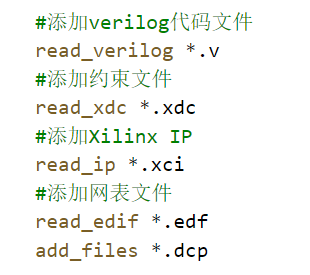 #添加verilog代码文件
read_verilog *.v
#添加约束文件
read_xdc *.xdc
#添加Xilinx IP
read_ip *.xci
#添加网表文件
read_edif *.edf
add_files *.dcp